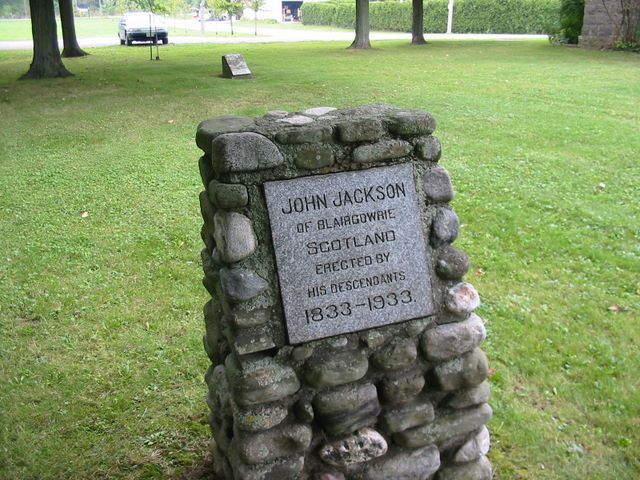 JOHN JACKSON
OF BLAIRGOWRIE
SCOTLAND
ERECTED BY
HIS DESCENDANTS
1833-1933.